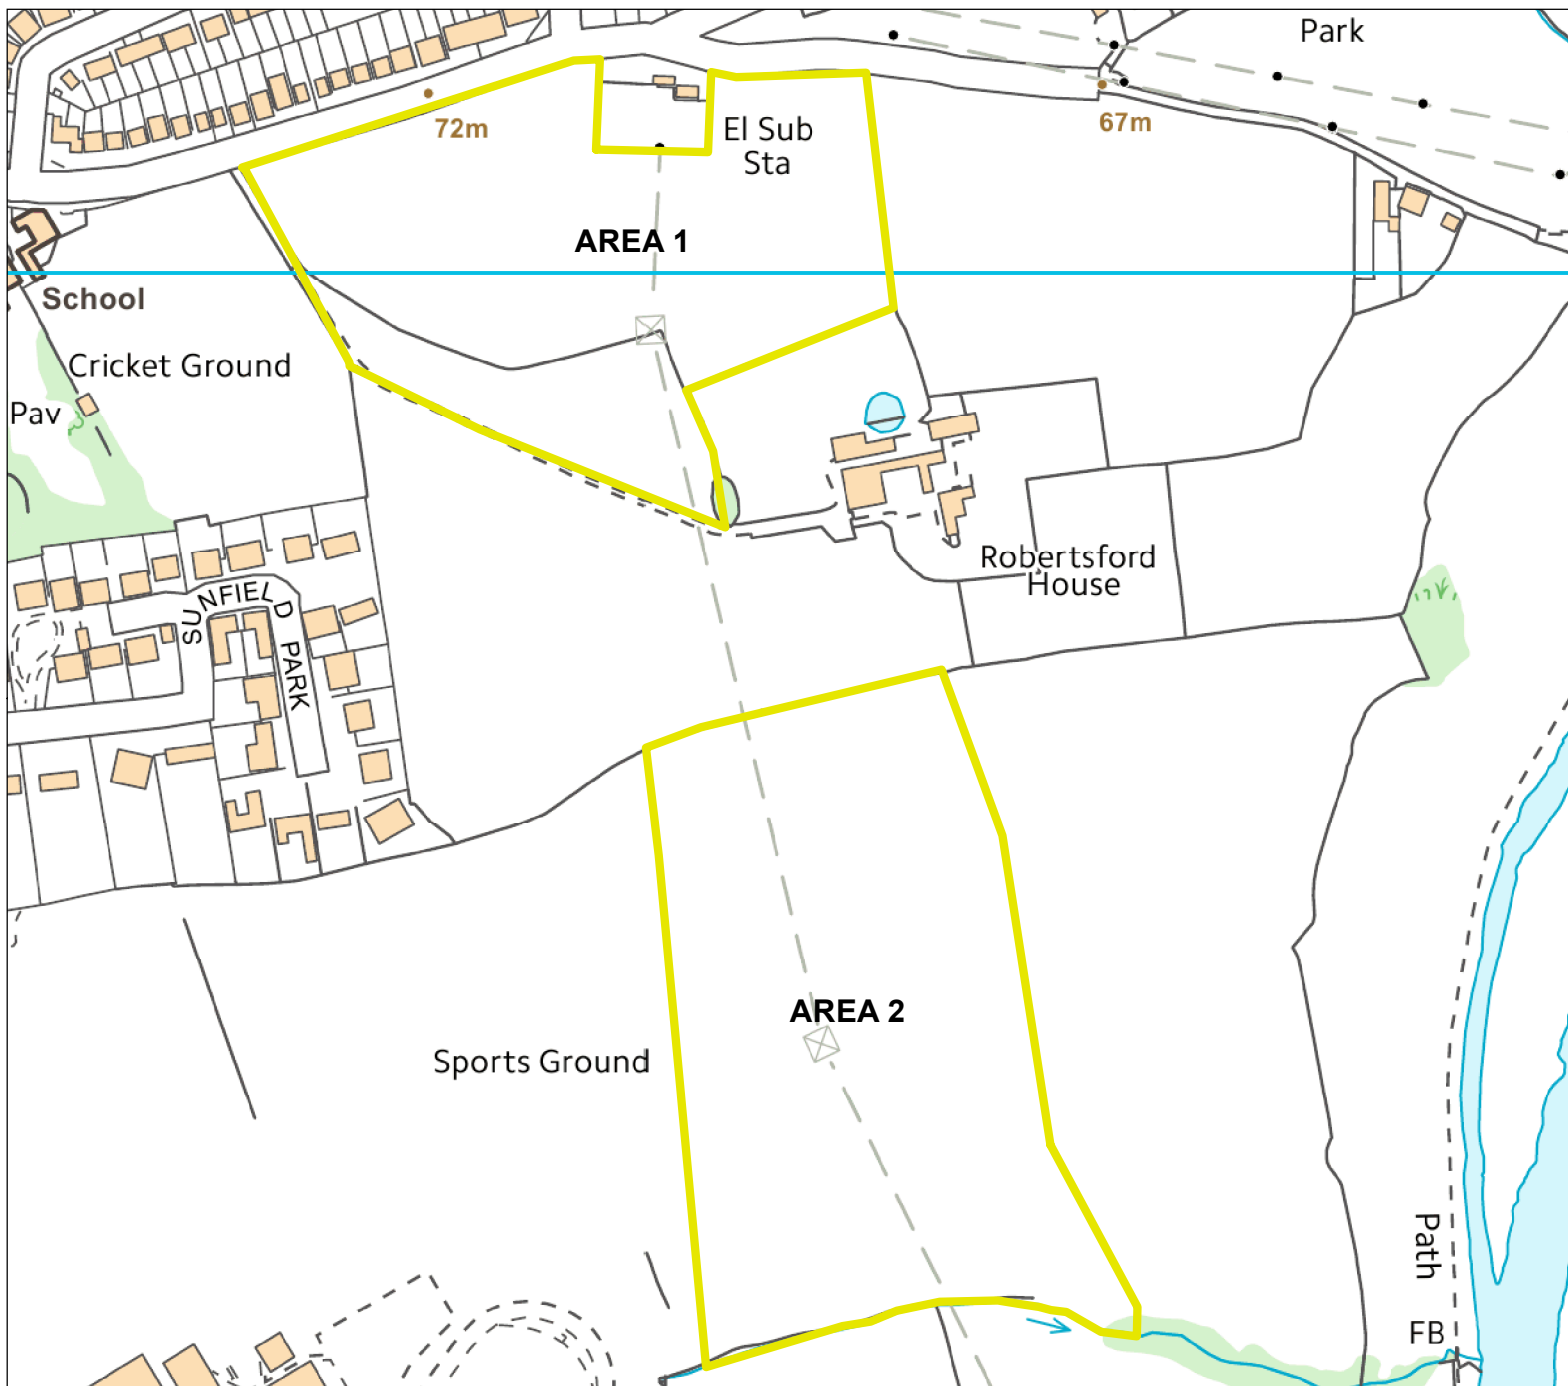 Park
72m
El Sub
Sta
67m
AREA 1
School
Cricket Ground
Pav
Robertsford
House
SUNFIELD
PARK
AREA 2
Sports Ground
Path
FB